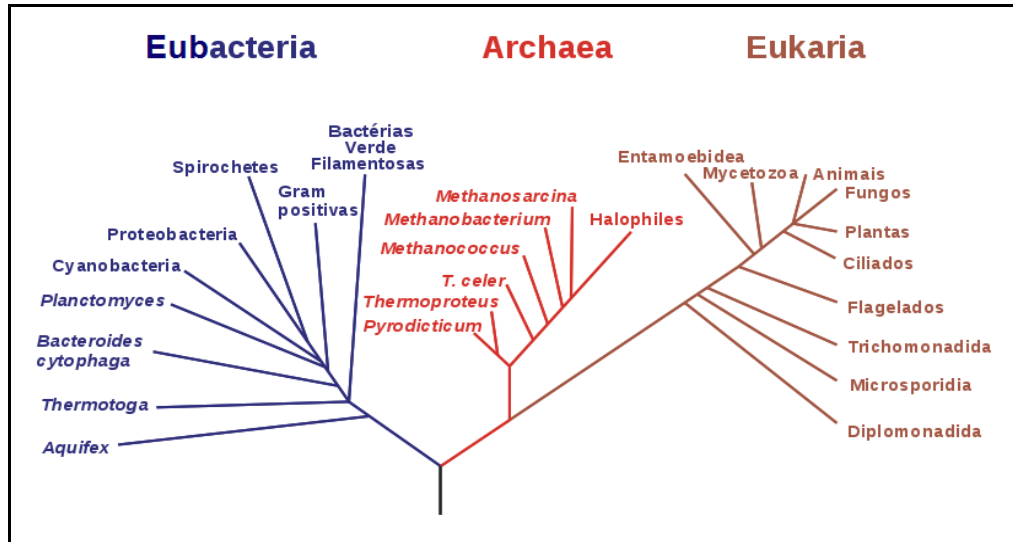 Eubacteria
Archaea
Eukaria
Bactérias
Verde
Filamentosas
Spirochetes
Gram
positivas
Proteobacteria
Cyanobacteria
Planctomyces
Bacteroides
cytophaga
Thermotoga
Aquifex
Methanosarcina
Methanobacterium
Halophiles
Methanococcus
T. celer
Thermoproteus
Pyrodicticum
Entamoebidea
Mycetozoa
Animais
Fungos
Plantas
Ciliados
Flagelados
Trichomonadida
Microsporidia
Diplomonadida